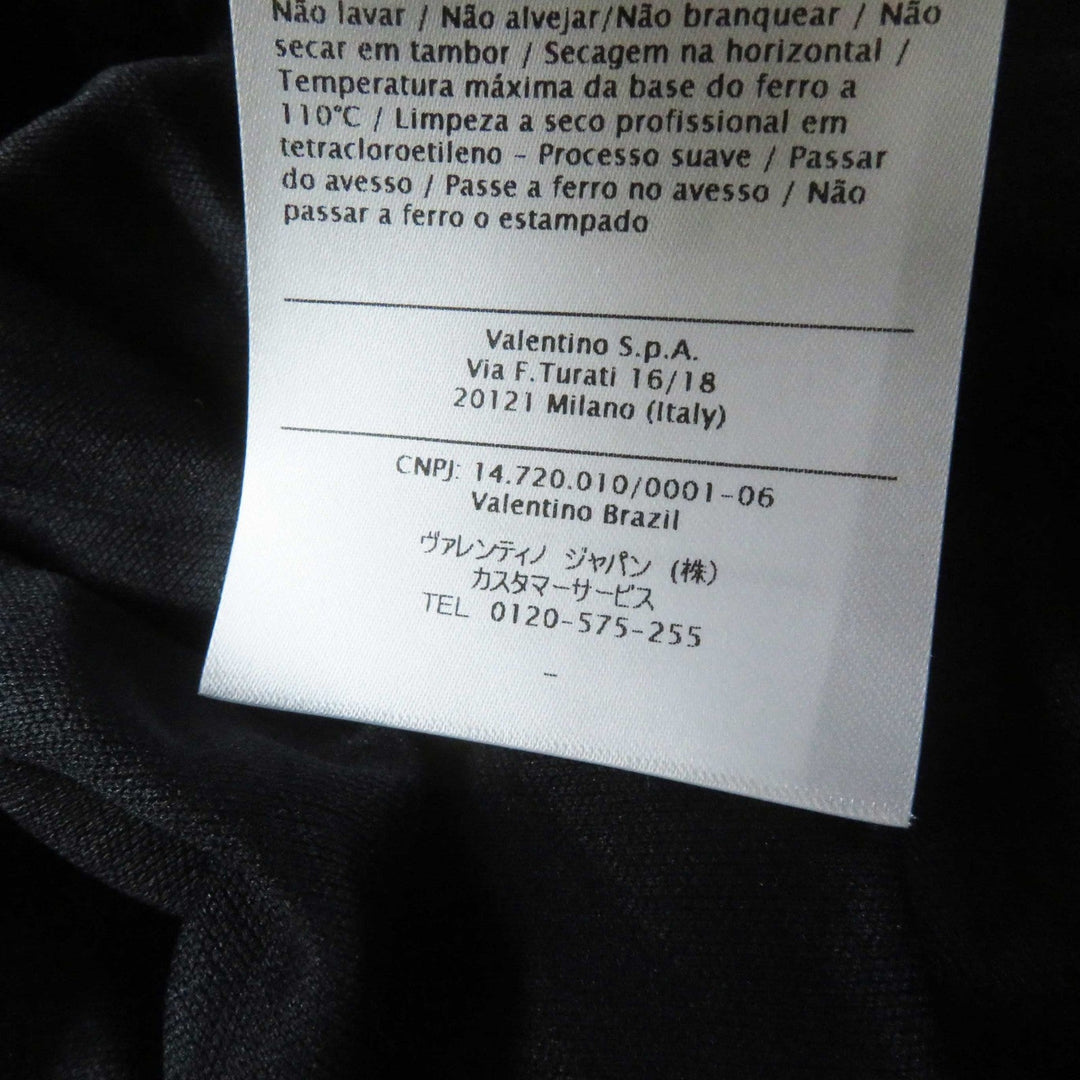 Não lavar / Não alvejar/Não branquear / Não
secar em tambor / Secagem na horizontal /
Temperatura máxima da base do ferro a
110°C / Limpeza a seco profissional em
tetracloroetileno - Processo suave / Passar
do avesso / Passe a ferro no avesso / Não
passar a ferro o estampado
Valentino S.p.A.
Via F.Turati 16/18
20121 Milano (Italy)
CNPJ: 14.720.010/0001-06
Valentino Brazil
ヴァレンティノ ジャパン (株)
カスタマーサービス
TEL 0120-575-255
-